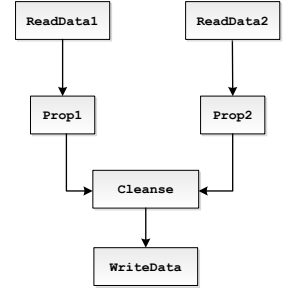 ReadData1
ReadData2
Prop1
Prop2
Cleanse
WriteData